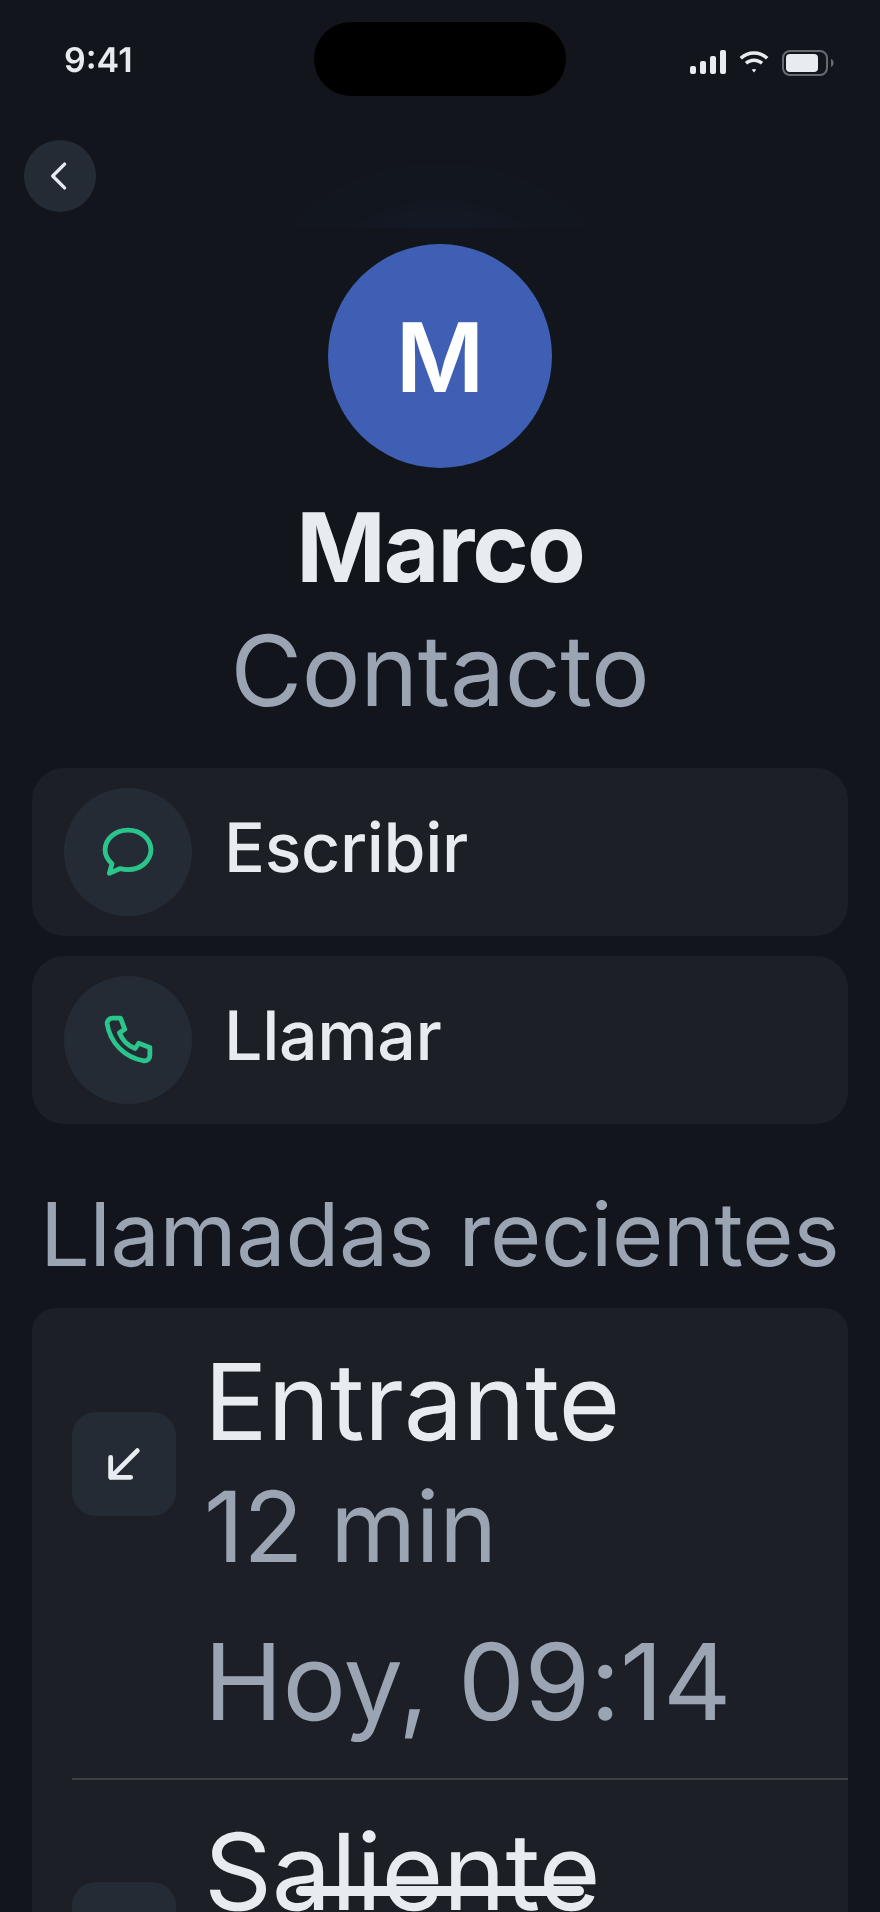 9:41
M
Marco
Contacto
Escribir
Llamar
Llamadas recientes
Entrante
12 min
Hoy, 09:14
Saliente